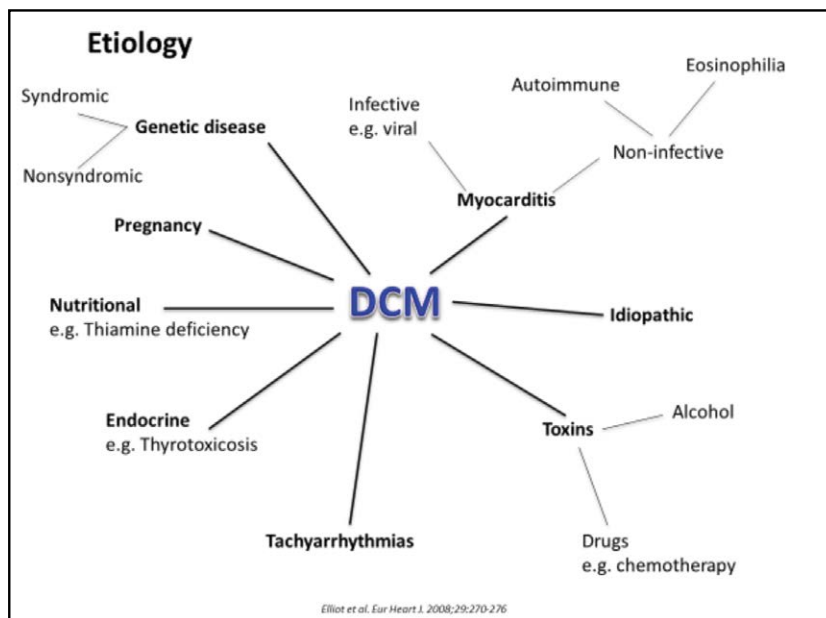 Etiology
Syndromic
Genetic disease
Nonsyndromic
Pregnancy
Nutritional
e.g. Thiamine deficiency
Endocrine
e.g. Thyrotoxicosis
Tachyarrhythmias
DCM
Infective
e.g. viral
Autoimmune
Eosinophilia
Non-infective
Myocarditis
Idiopathic
Toxins
Alcohol
Drugs
e.g. chemotherapy
Elliot et al. Eur Heart J. 2008;29:270-276